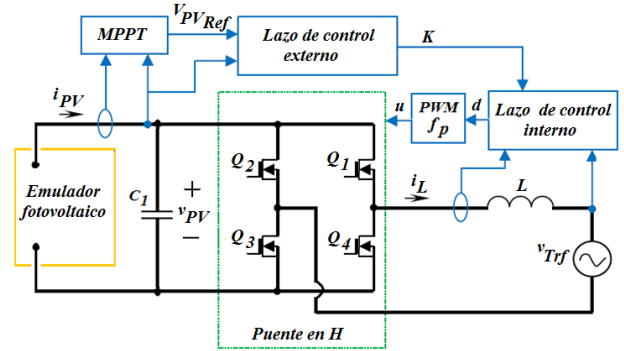 MPPT
V_PV_Ref
Lazo de control
externo
K
i_PV
u
PWM
f_p
d
Lazo de control
interno
Emulador
fotovoltaico
C_1
+
v_PV
−
Q_2
Q_1
Q_3
Q_4
i_L
L
v_Trf
Puente en H